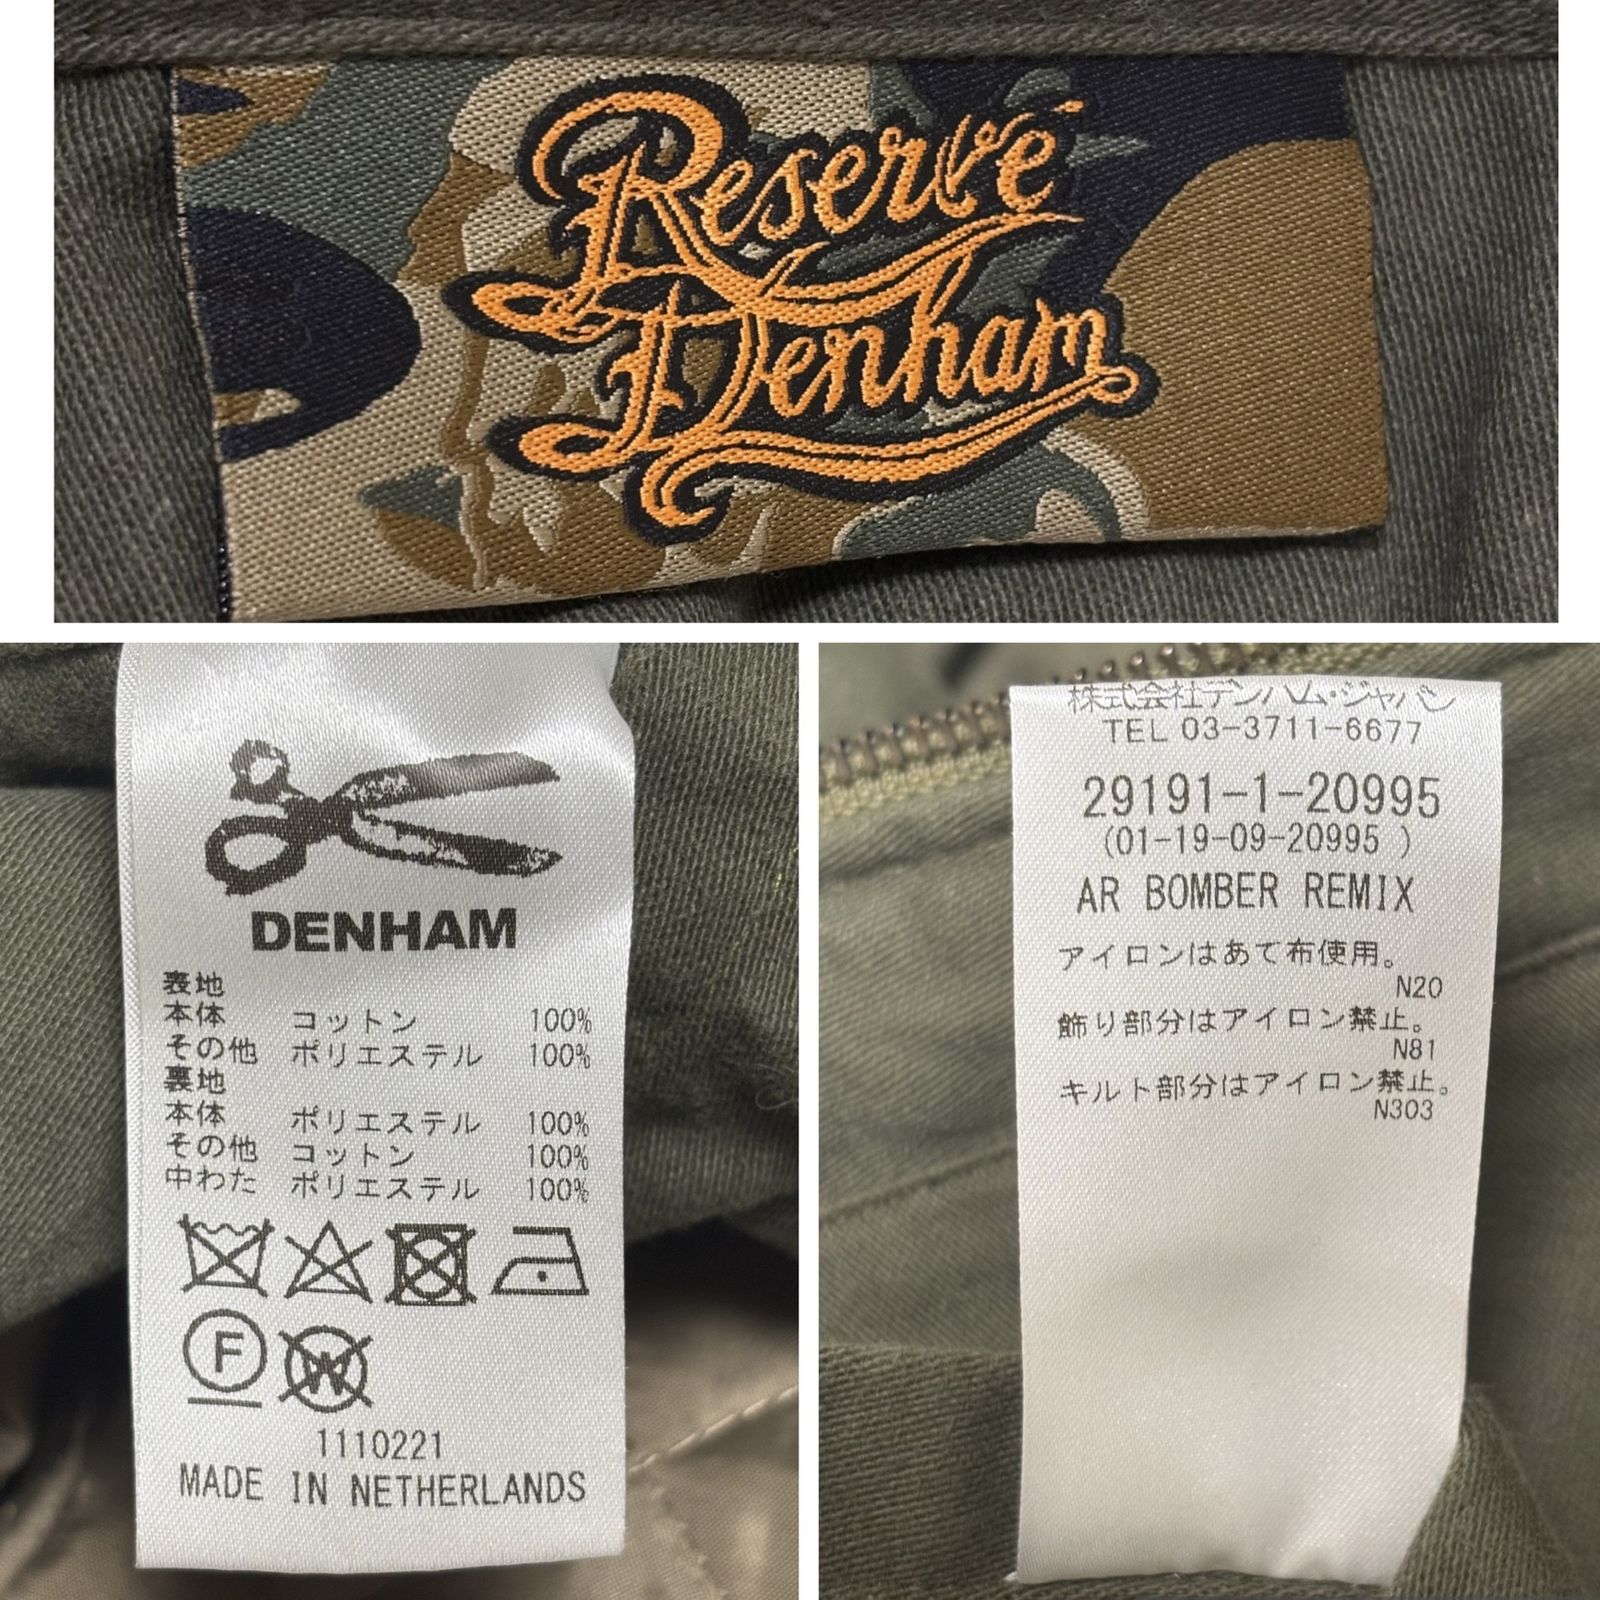 Reserve
Denham
DENHAM
表地
本体 コットン 100%
その他 ポリエステル 100%
裏地
本体 ポリエステル 100%
その他 コットン 100%
中わた ポリエステル 100%
F
W
1110221
MADE IN NETHERLANDS
株式会社デンハム・ジャパン
TEL 03-3711-6677
29191-1-20995
(01-19-09-20995 )
AR BOMBER REMIX
アイロンはあて布使用。
N20
飾り部分はアイロン禁止。
N81
キルト部分はアイロン禁止。
N303